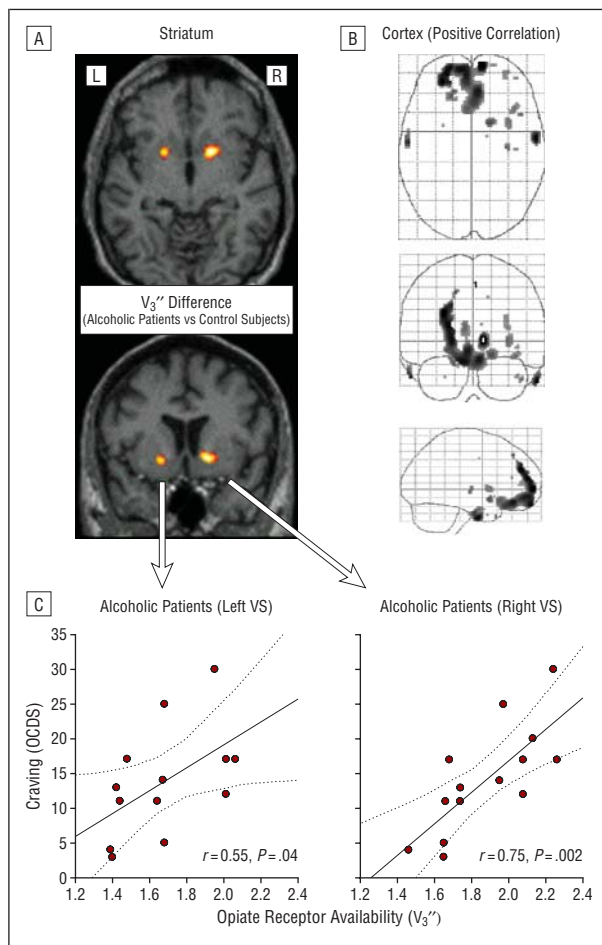 A
Striatum
L
R
V₃″ Difference
(Alcoholic Patients vs Control Subjects)
B
Cortex (Positive Correlation)
C
Alcoholic Patients (Left VS)
Craving (OCDS)
35
30
25
20
15
10
5
0
r = 0.55, P = .04
1.2 1.4 1.6 1.8 2.0 2.2 2.4
Alcoholic Patients (Right VS)
r = 0.75, P = .002
1.2 1.4 1.6 1.8 2.0 2.2 2.4
Opiate Receptor Availability (V₃″)